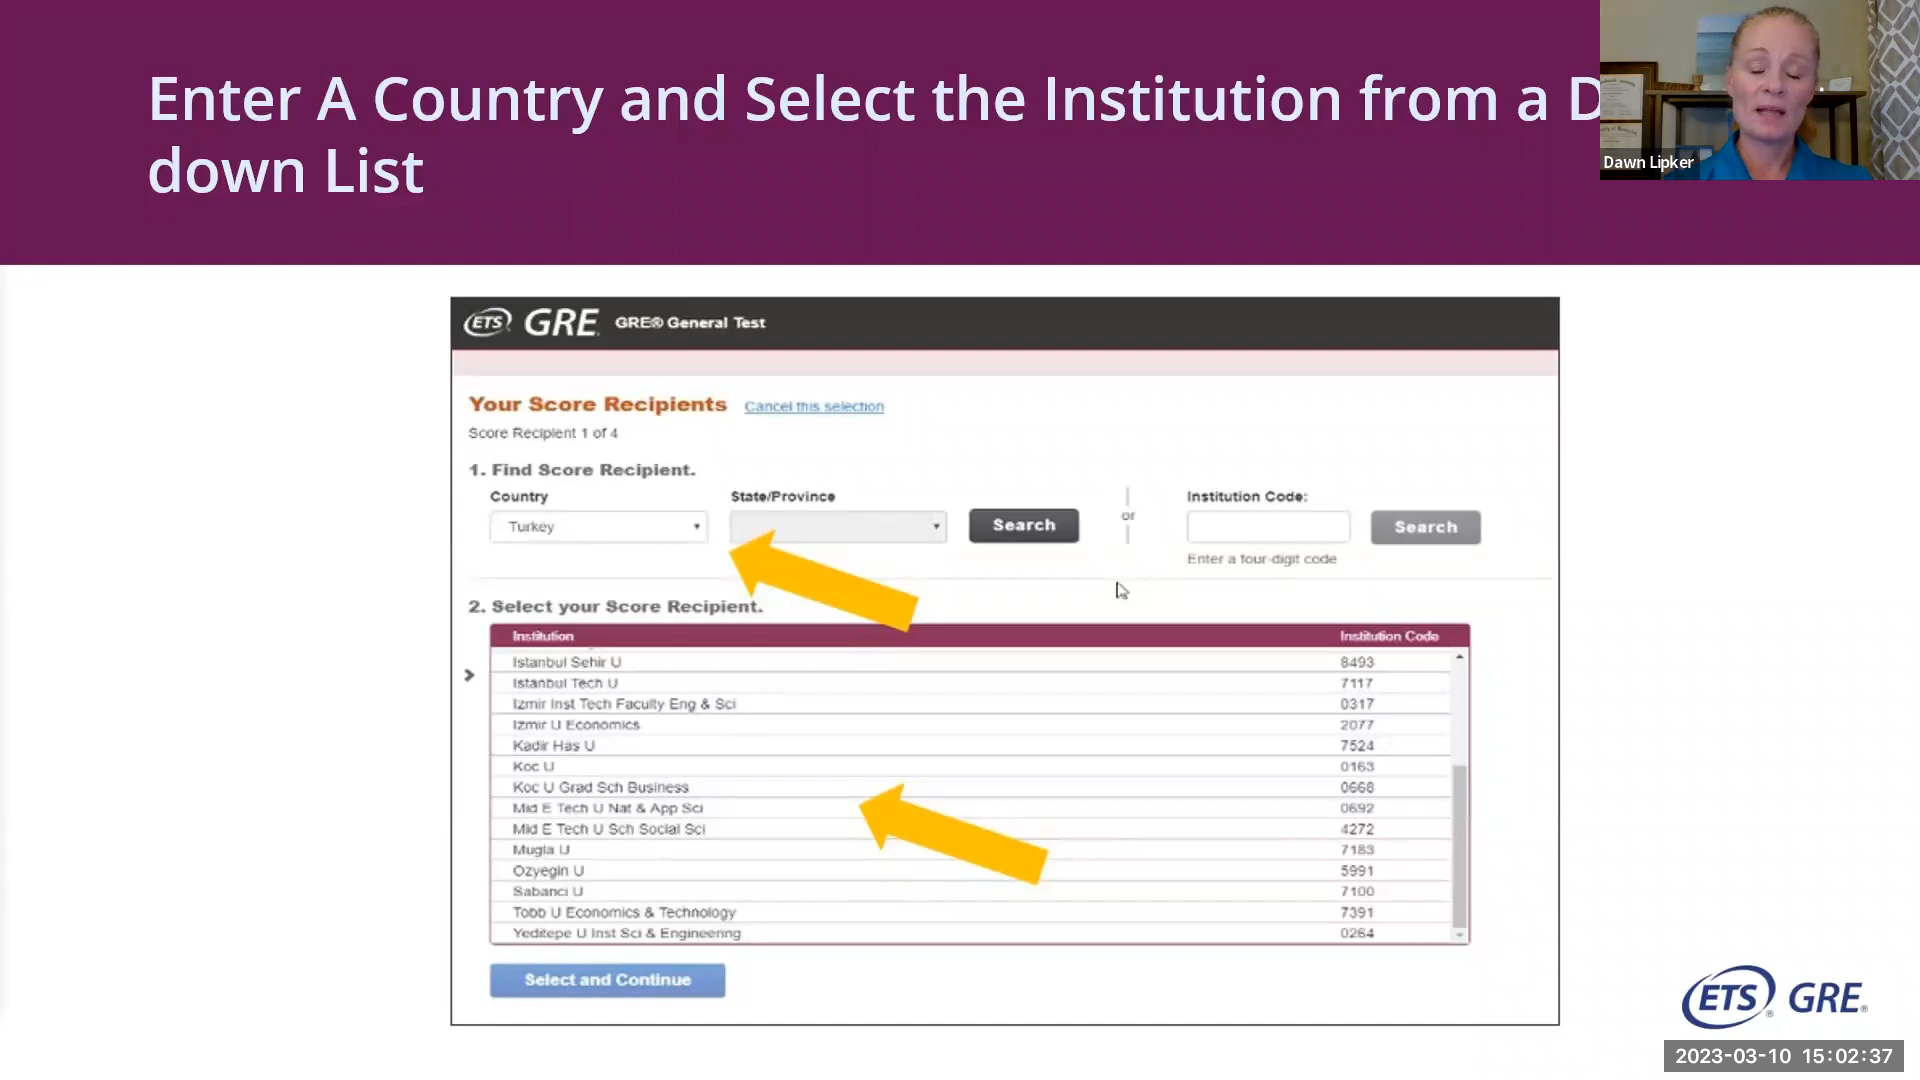 Enter A Country and Select the Institution from a D
down List
Dawn Lipker
ETS GRE GRE® General Test
Your Score Recipients Cancel this selection
Score Recipient 1 of 4
1. Find Score Recipient.
Country State/Province or Institution Code:
Turkey Search Search
Enter a four-digit code
2. Select your Score Recipient.
Institution Institution Code
Istanbul Sehir U 8493
Istanbul Tech U 7117
Izmir Inst Tech Faculty Eng & Sci 0317
Izmir U Economics 2077
Kadir Has U 7524
Koc U 0163
Koc U Grad Sch Business 0668
Mid E Tech U Nat & App Sci 0692
Mid E Tech U Sch Social Sci 4272
Mugla U 7183
Ozyegin U 5991
Sabanci U 7100
Tobb U Economics & Technology 7391
Yeditepe U Inst Sci & Engineering 0264
Select and Continue
ETS® GRE®
2023-03-10 15:02:37